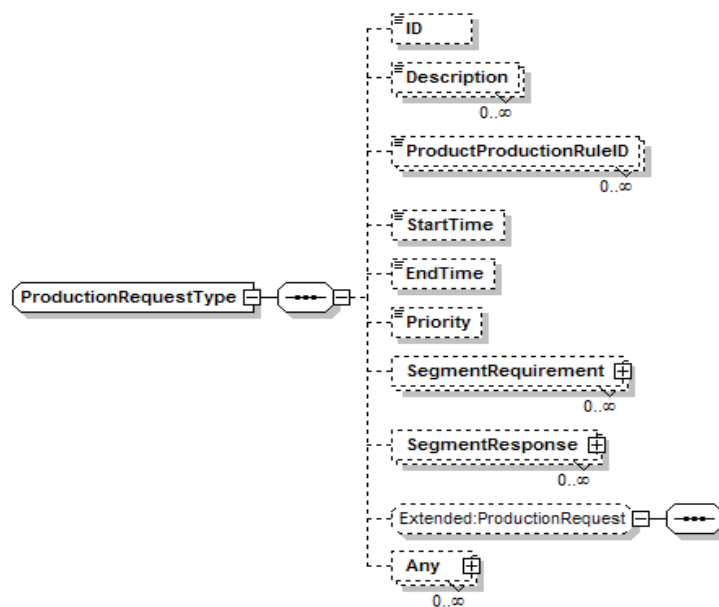 ID
Description
0..∞
ProductProductionRuleID
0..∞
StartTime
EndTime
ProductionRequestType
Priority
SegmentRequirement
0..∞
SegmentResponse
0..∞
Extended:ProductionRequest
Any
0..∞